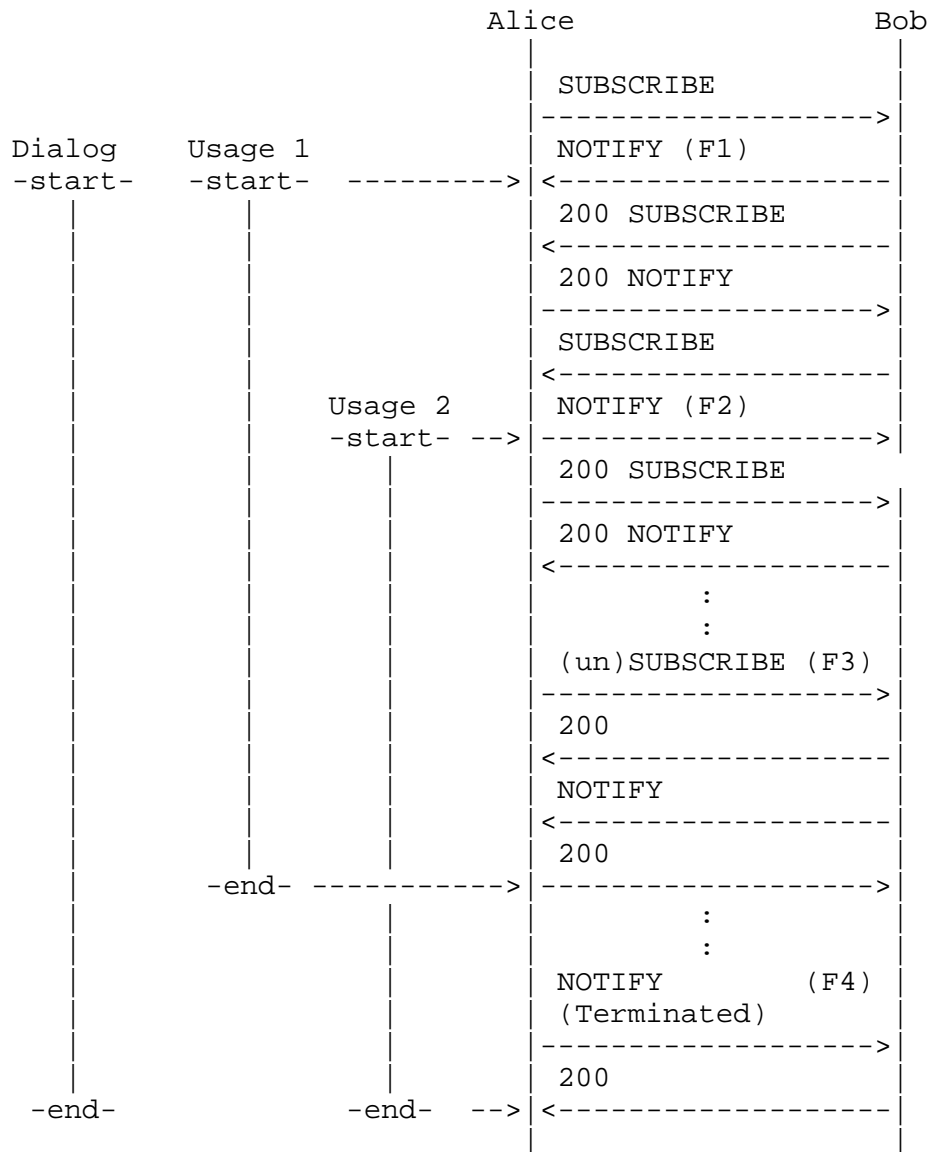 Alice Bob
SUBSCRIBE
Dialog Usage 1 NOTIFY (F1)
-start- -start- --------->|<-------------------
200 SUBSCRIBE
<-------------------
200 NOTIFY
------------------->
SUBSCRIBE
<-------------------
Usage 2 NOTIFY (F2)
-start- -->|------------------->
200 SUBSCRIBE
------------------->
200 NOTIFY
<-------------------
:
:
(un)SUBSCRIBE (F3)
------------------->
200
<-------------------
NOTIFY
<-------------------
200
-end- ----------->|------------------->
:
:
NOTIFY (F4)
(Terminated)
------------------->
200
-end- -end- -->|<-------------------